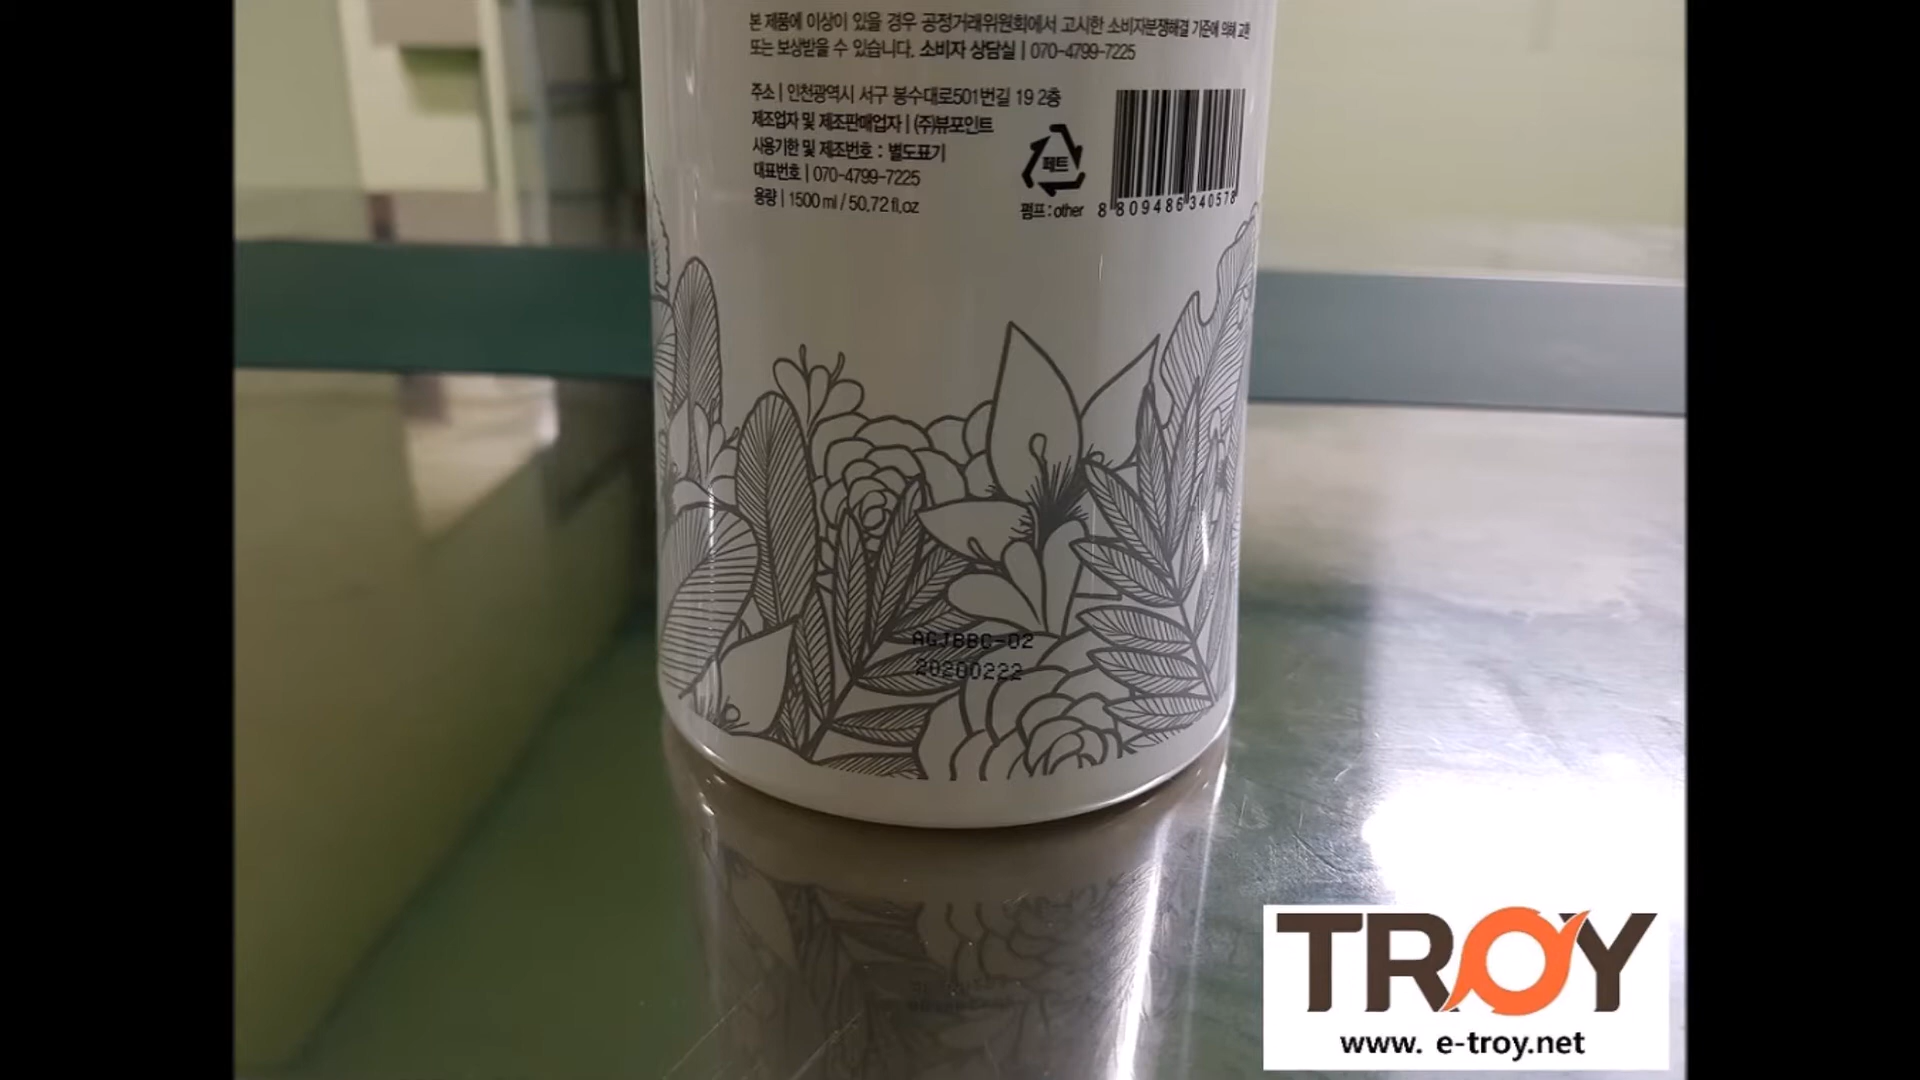 본 제품에 이상이 있을 경우 공정거래위원회에서 고시한 소비자분쟁해결 기준에 의해 교환
또는 보상받을 수 있습니다. 소비자 상담실 | 070-4799-7225
주소 | 인천광역시 서구 봉수대로501번길 19 2층
제조업자 및 제조판매업자 | (주)뷰포인트
사용기한 및 제조번호 : 별도표기
대표번호 | 070-4799-7225
용량 | 1500 ml / 50.72 fl.oz
페트
펌프 : other
8 809486 340578
AGJBBC-02
20200222
TROY
www. e-troy.net